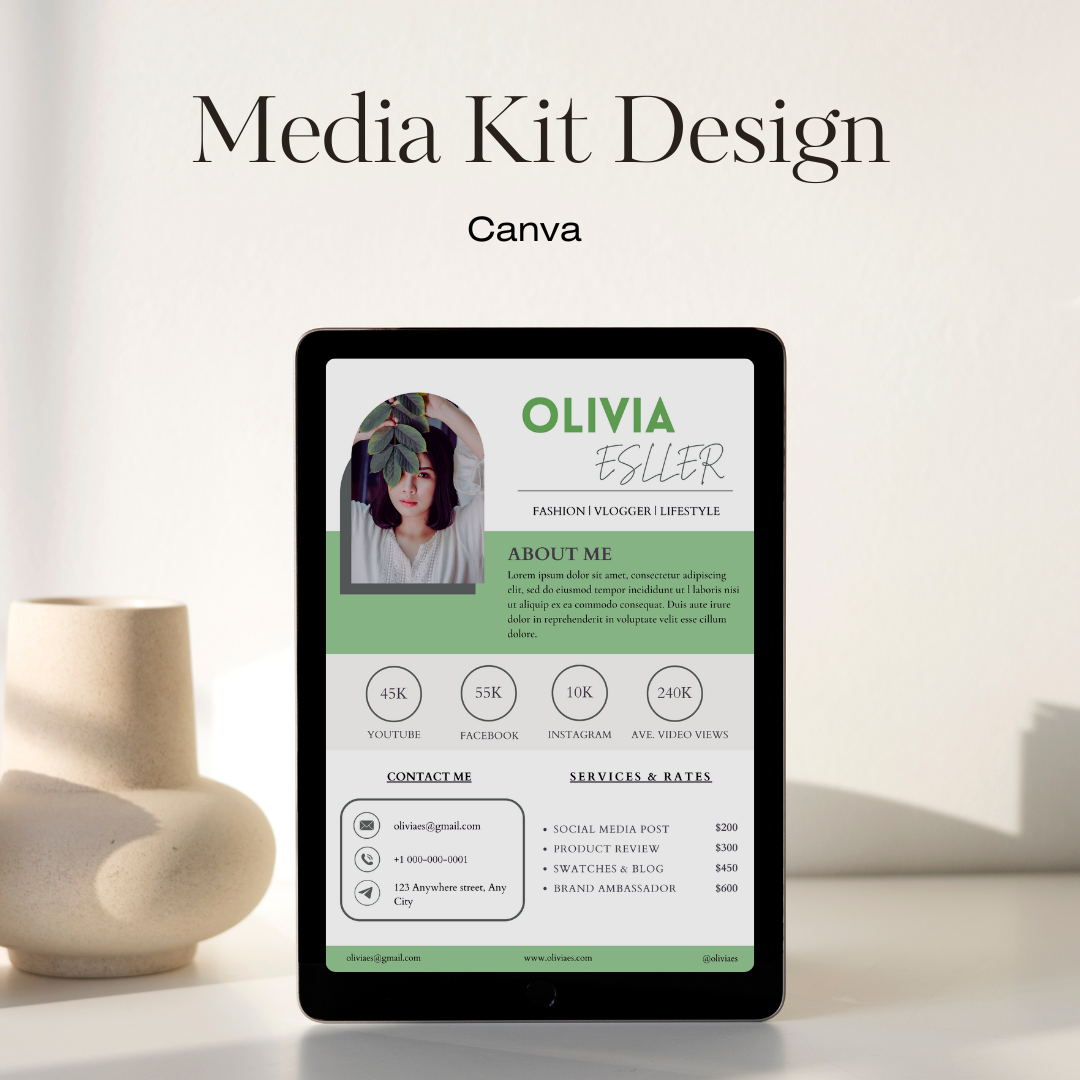 Media Kit Design
Canva
OLIVIA
ESLLER
FASHION | VLOGGER | LIFESTYLE
ABOUT ME
Lorem ipsum dolor sit amet, consectetur adipiscing
elit, sed do eiusmod tempor incididunt ut l laboris nisi
ut aliquip ex ea commodo consequat. Duis aute irure
dolor in reprehenderit in voluptate velit esse cillum
dolore.
45K
55K
10K
240K
YOUTUBE
FACEBOOK
INSTAGRAM
AVE. VIDEO VIEWS
CONTACT ME
oliviaes@gmail.com
+1 000-000-0001
123 Anywhere street, Any
City
SERVICES & RATES
• SOCIAL MEDIA POST $200
• PRODUCT REVIEW $300
• SWATCHES & BLOG $450
• BRAND AMBASSADOR $600
oliviaes@gmail.com
www.oliviaes.com
@oliviaes